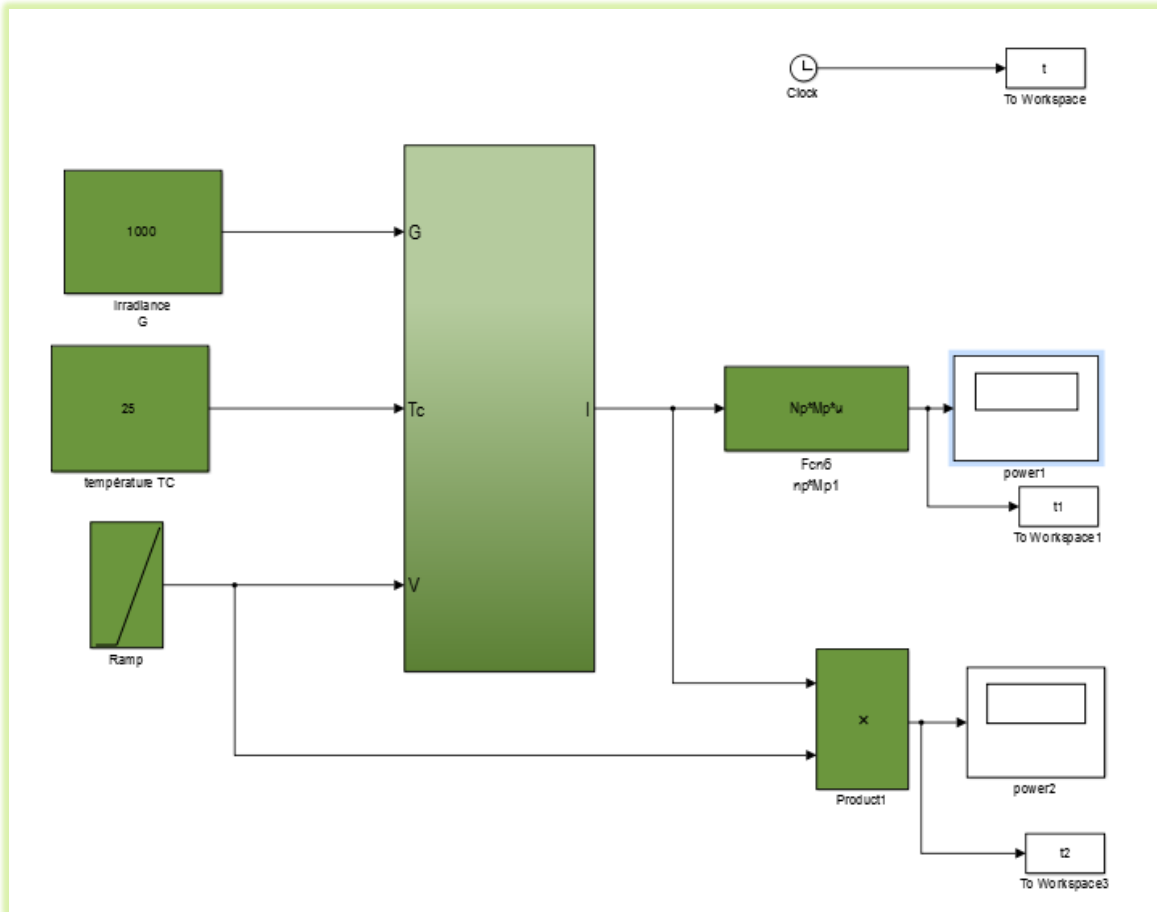 t
Clock
To Workspace
1000
G
Irradiance
G
25
Tc
I
Np*Mp*u
température TC
Fcn6
np*Mp1
power1
t1
To Workspace1
V
Ramp
×
Product1
power2
t2
To Workspace3